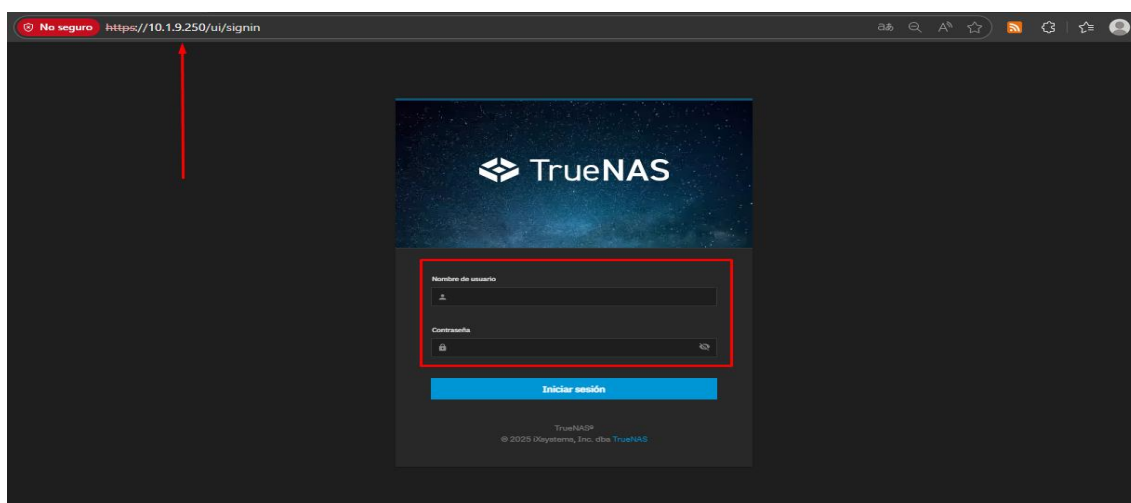 No seguro https://10.1.9.250/ui/signin
TrueNAS
Nombre de usuario
Contraseña
Iniciar sesión
TrueNAS®
© 2025 iXsystems, Inc. dba TrueNAS